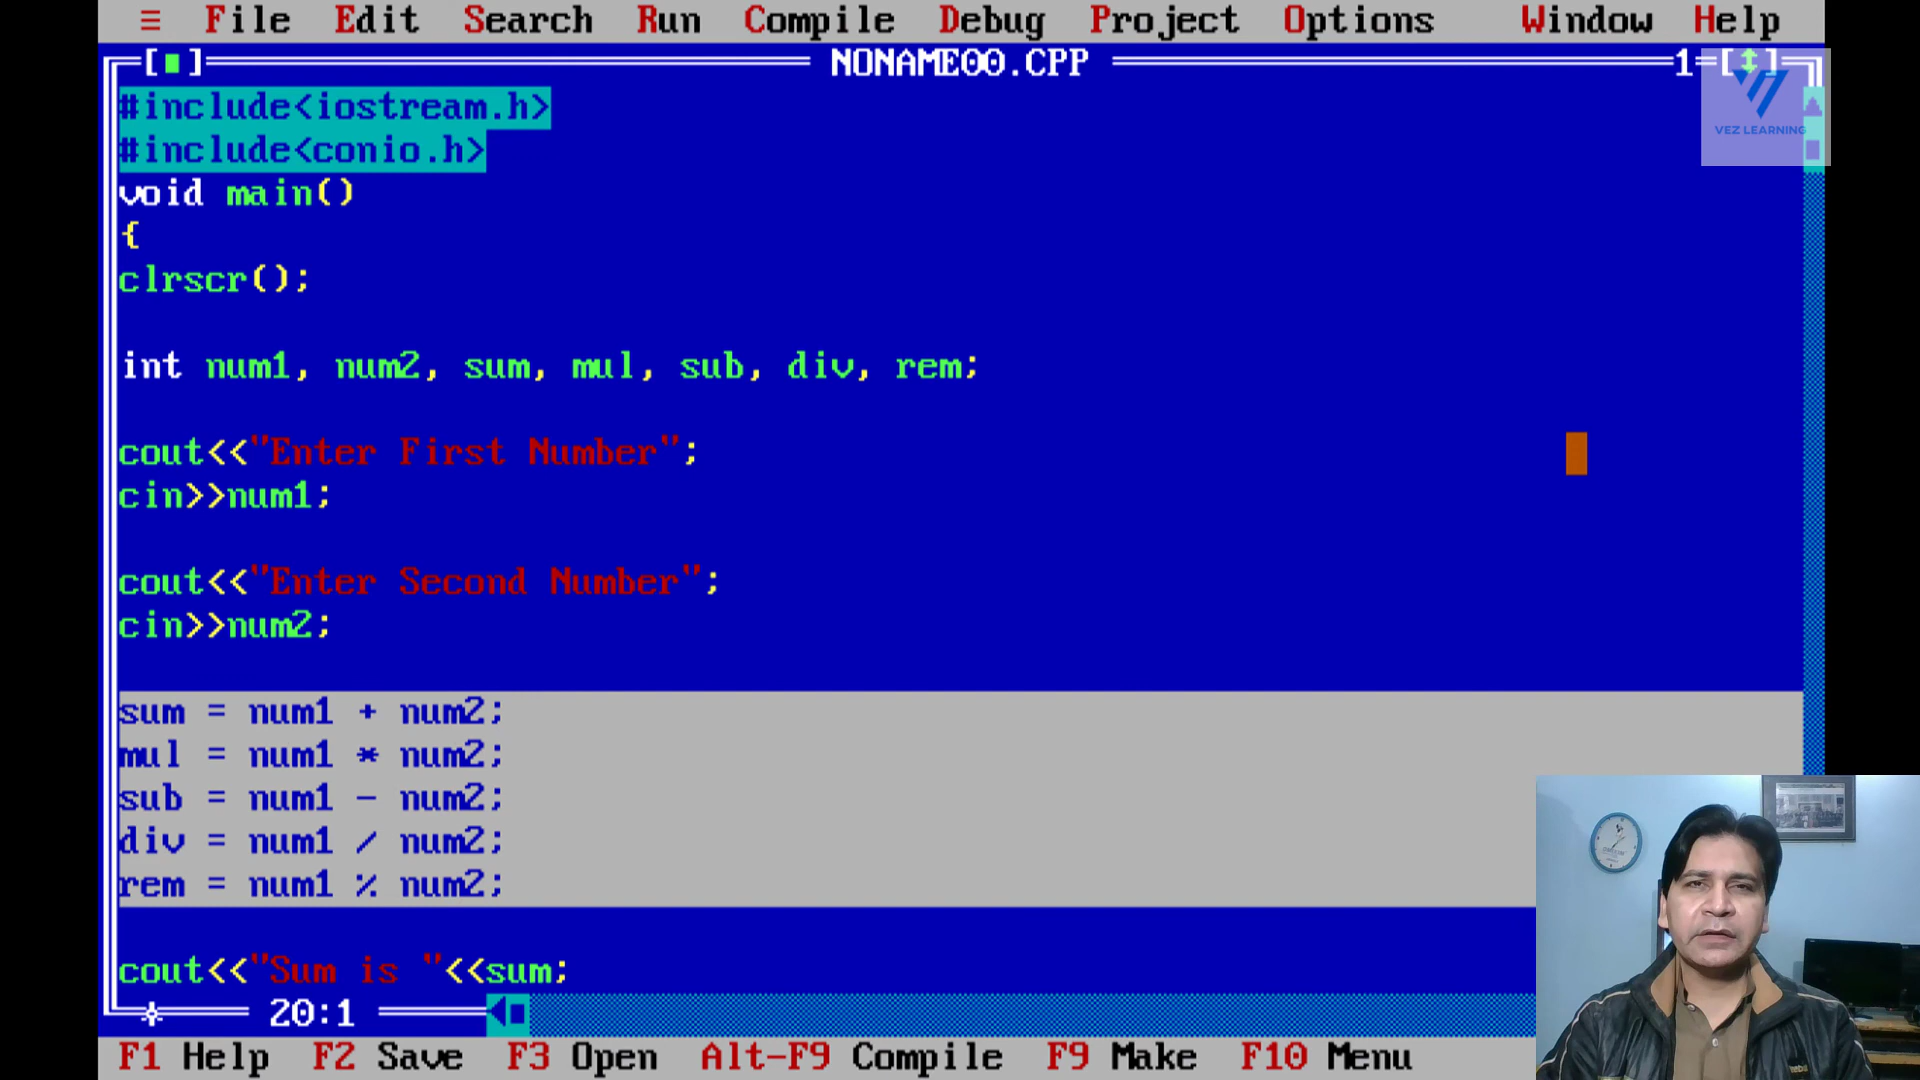 ≡ File Edit Search Run Compile Debug Project Options Window Help
[■] NONAME00.CPP 1=[↕]
VEZ LEARNING
#include<iostream.h>
#include<conio.h>
void main()
{
clrscr();
int num1, num2, sum, mul, sub, div, rem;
cout<<"Enter First Number";
cin>>num1;
cout<<"Enter Second Number";
cin>>num2;
sum = num1 + num2;
mul = num1 * num2;
sub = num1 - num2;
div = num1 / num2;
rem = num1 % num2;
cout<<"Sum is "<<sum;
20:1
F1 Help F2 Save F3 Open Alt-F9 Compile F9 Make F10 Menu